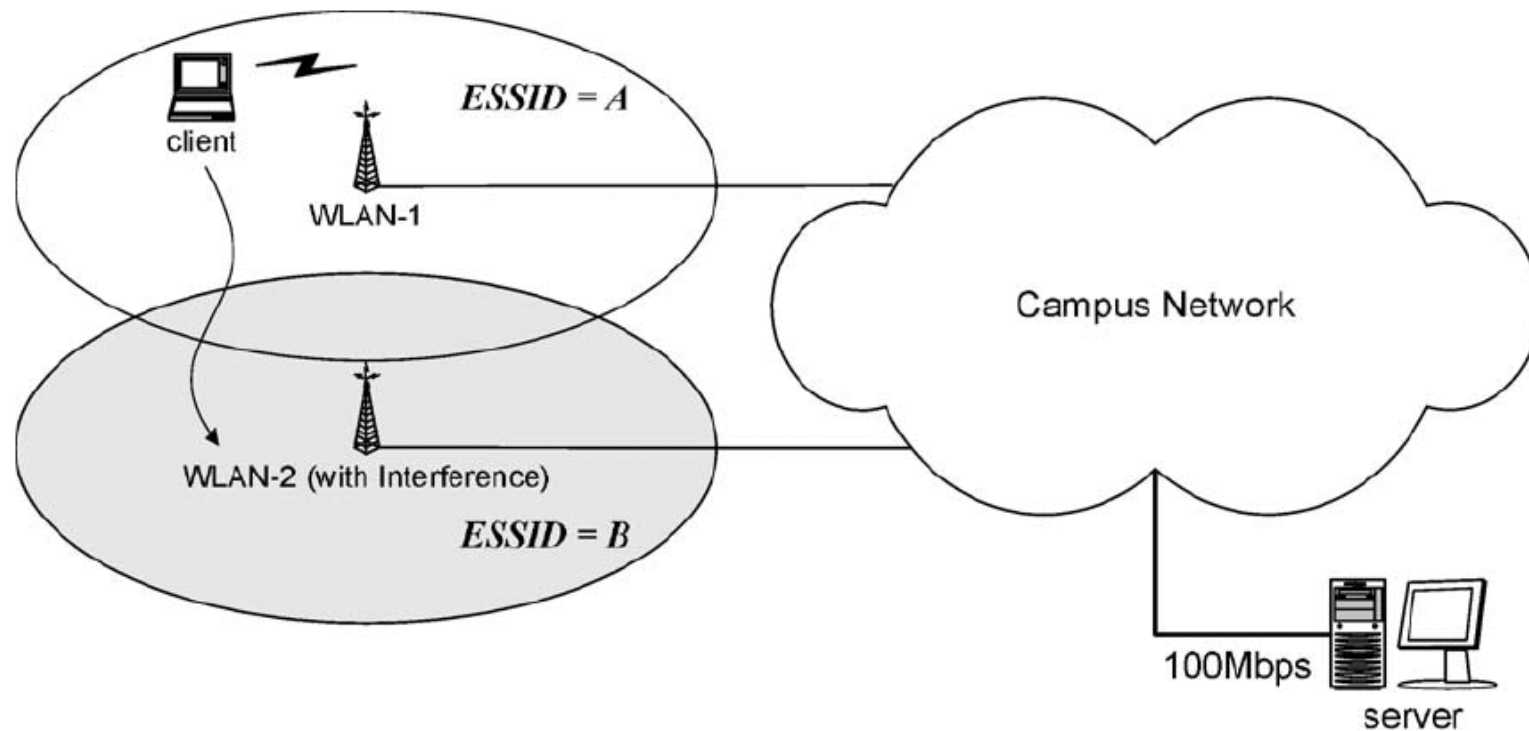 ESSID = A
client
WLAN-1
Campus Network
WLAN-2 (with Interference)
ESSID = B
100Mbps
server